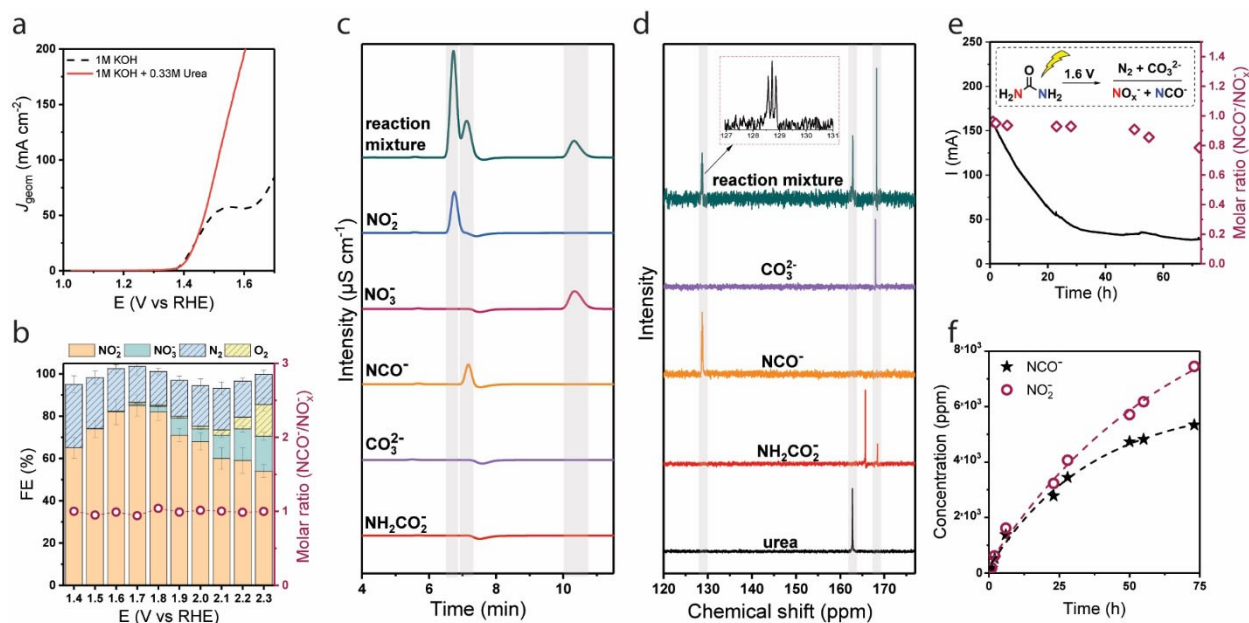 a
1M KOH
1M KOH + 0.33M Urea
200
150
100
50
0
J_geom (mA cm⁻²)
1.0 1.2 1.4 1.6
E (V vs RHE)
b
NO₂⁻ NO₃⁻ N₂ O₂
100
80
60
40
20
0
FE (%)
3
2
1
0
Molar ratio (NCO⁻/NOₓ⁻)
1.4 1.5 1.6 1.7 1.8 1.9 2.0 2.1 2.2 2.3
E (V vs RHE)
c
reaction mixture
NO₂⁻
NO₃⁻
NCO⁻
CO₃²⁻
NH₂CO₂⁻
Intensity (µS cm⁻¹)
4 6 8 10
Time (min)
d
127 128 129 130 131
reaction mixture
CO₃²⁻
NCO⁻
NH₂CO₂⁻
urea
Intensity
120 130 140 150 160 170
Chemical shift (ppm)
e
O
H₂N NH₂
1.6 V
N₂ + CO₃²⁻
NOₓ⁻ + NCO⁻
250
200
150
100
50
0
I (mA)
1.4
1.2
1.0
0.8
0.6
0.4
0.2
0.0
Molar ratio (NCO⁻/NOₓ⁻)
0 20 40 60
Time (h)
f
NCO⁻
NO₂⁻
8×10³
6×10³
4×10³
2×10³
0
Concentration (ppm)
0 25 50 75
Time (h)